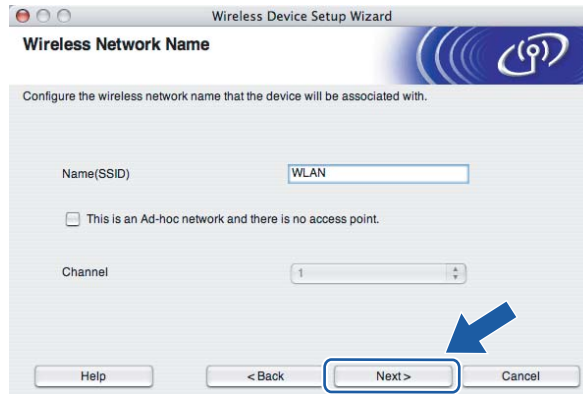 Wireless Device Setup Wizard
Wireless Network Name
Configure the wireless network name that the device will be associated with.
Name(SSID)
WLAN
This is an Ad-hoc network and there is no access point.
Channel
1
Help
< Back
Next >
Cancel